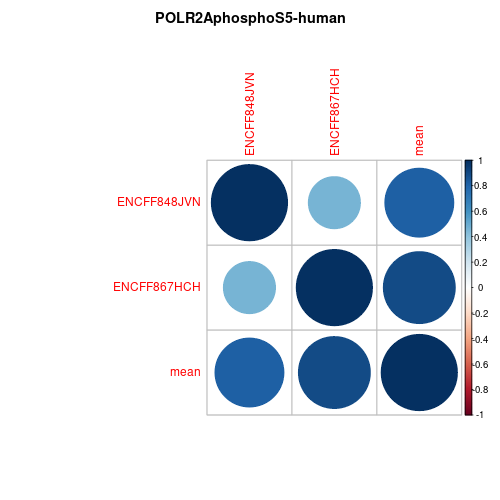 POLR2AphosphoS5-human
ENCFF848JVN
ENCFF867HCH
mean
ENCFF848JVN
ENCFF867HCH
mean
1
0.8
0.6
0.4
0.2
0
-0.2
-0.4
-0.6
-0.8
-1